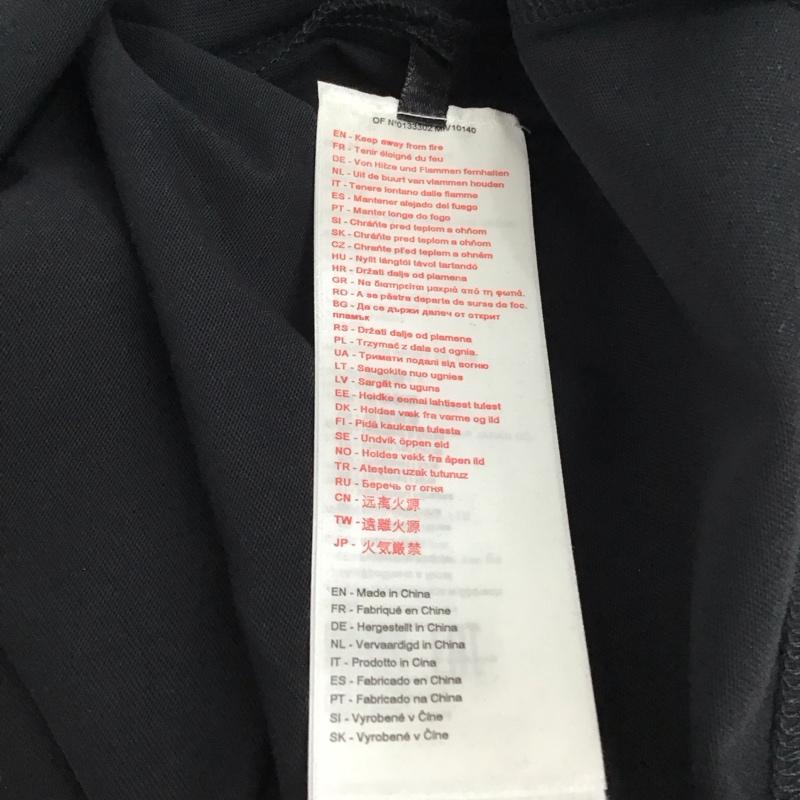 OF N°0133302 MIV10140
EN - Keep away from fire
FR - Tenir éloigné du feu
DE - Von Hitze und Flammen fernhalten
NL - Uit de buurt van vlammen houden
IT - Tenere lontano dalle fiamme
ES - Mantener alejado del fuego
PT - Manter longe do fogo
SI - Chráňte pred teplom a ohňom
SK - Chráňte pred teplom a ohňom
CZ - Chraňte před teplem a ohněm
HU - Nyílt lángtól távol tartandó
HR - Držati dalje od plamena
GR - Να διατηρείται μακριά από τη φωτιά.
RO - A se păstra departe de sursa de foc.
BG - Да се държи далеч от открит
пламък
RS - Držati dalje od plamena
PL - Trzymać z dala od ognia.
UA - Тримати подалі від вогню
LT - Saugokite nuo ugnies
LV - Sargāt no uguns
EE - Hoidke eemal lahtisest tulest
DK - Holdes væk fra varme og ild
FI - Pidä kaukana tulesta
SE - Undvik öppen eld
NO - Holdes vekk fra åpen ild
TR - Ateşten uzak tutunuz
RU - Беречь от огня
CN - 远离火源
TW - 遠離火源
JP - 火気厳禁
EN - Made in China
FR - Fabriqué en Chine
DE - Hergestellt in China
NL - Vervaardigd in China
IT - Prodotto in Cina
ES - Fabricado en China
PT - Fabricado na China
SI - Vyrobené v Číne
SK - Vyrobené v Číne